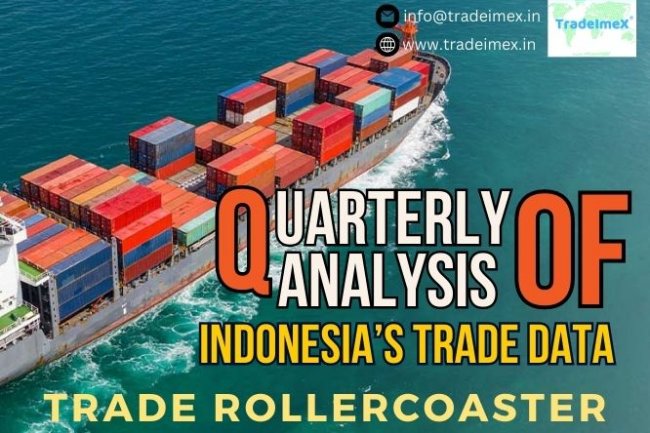 info@tradeimex.in
www.tradeimex.in
TradeImeX®
QUARTERLY
ANALYSIS OF
INDONESIA'S TRADE DATA
TRADE ROLLERCOASTER